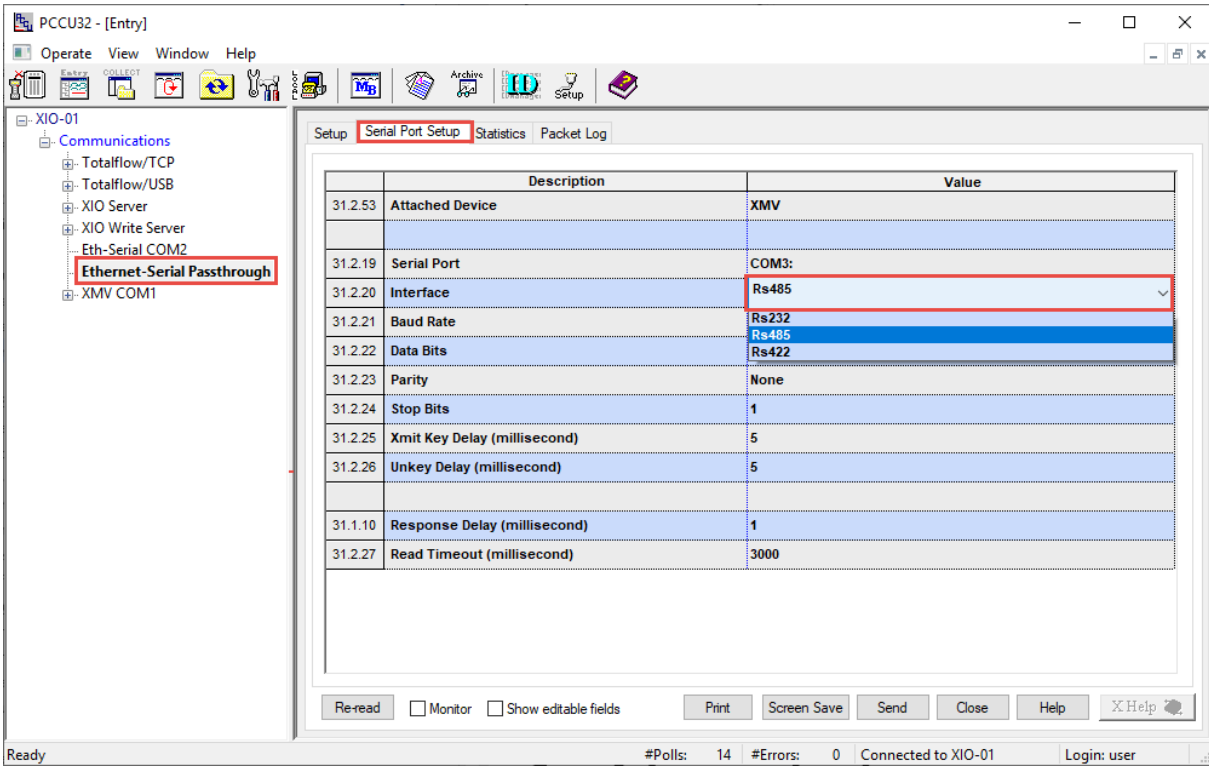 PCCU32 - [Entry]
Operate View Window Help
Entry COLLECT MB Archive ID Setup
XIO-01
Communications
Totalflow/TCP
Totalflow/USB
XIO Server
XIO Write Server
Eth-Serial COM2
Ethernet-Serial Passthrough
XMV COM1
Setup Serial Port Setup Statistics Packet Log
Description Value
31.2.53 Attached Device XMV
31.2.19 Serial Port COM3:
31.2.20 Interface Rs485
31.2.21 Baud Rate Rs232
Rs485
31.2.22 Data Bits Rs422
31.2.23 Parity None
31.2.24 Stop Bits 1
31.2.25 Xmit Key Delay (millisecond) 5
31.2.26 Unkey Delay (millisecond) 5
31.1.10 Response Delay (millisecond) 1
31.2.27 Read Timeout (millisecond) 3000
Re-read Monitor Show editable fields Print Screen Save Send Close Help X Help
Ready #Polls: 14 #Errors: 0 Connected to XIO-01 Login: user